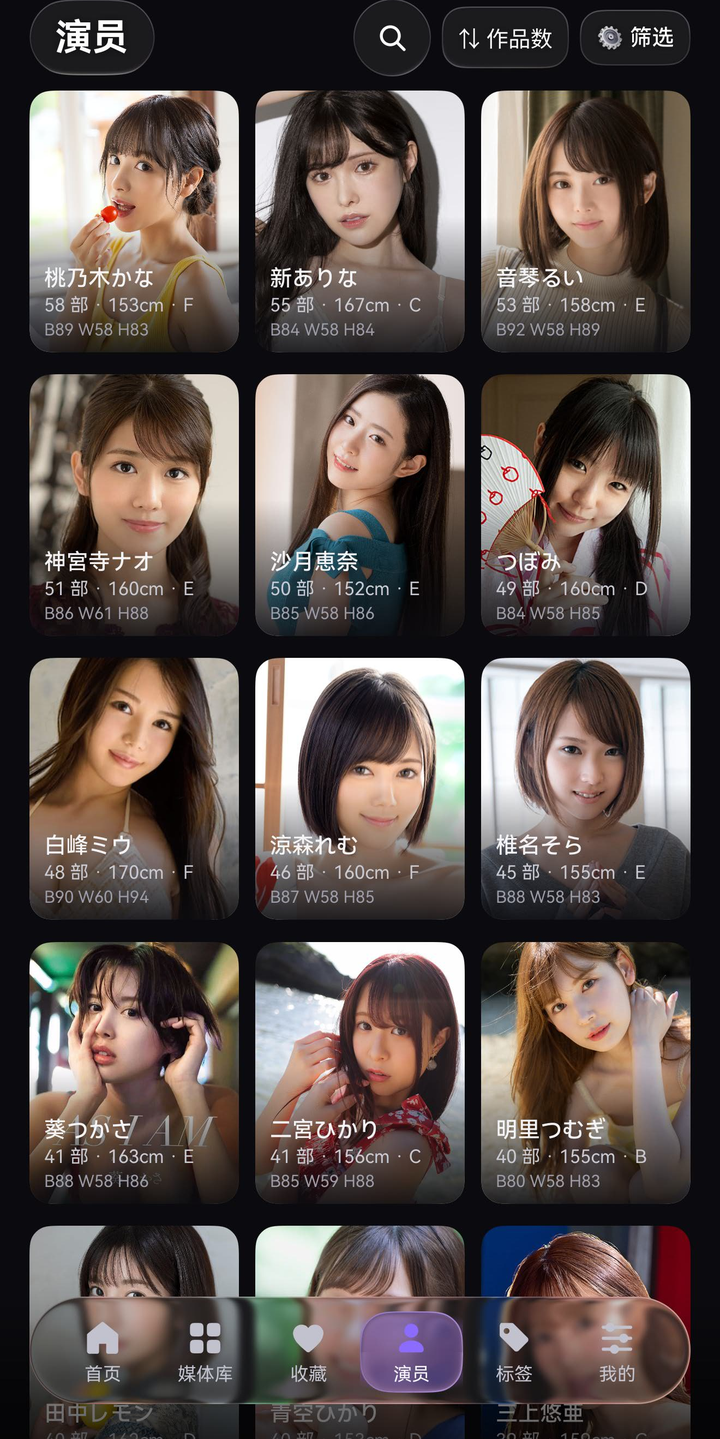 演员
作品数
筛选
桃乃木かな
58 部 · 153cm · F
B89 W58 H83
新ありな
55 部 · 167cm · C
B84 W58 H84
音琴るい
53 部 · 158cm · E
B92 W58 H89
神宮寺ナオ
51 部 · 160cm · E
B86 W61 H88
沙月恵奈
50 部 · 152cm · E
B85 W58 H86
つぼみ
49 部 · 160cm · D
B84 W58 H85
白峰ミウ
48 部 · 170cm · F
B90 W60 H94
涼森れむ
46 部 · 160cm · F
B87 W58 H85
椎名そら
45 部 · 155cm · E
B88 W58 H83
葵つかさ
41 部 · 163cm · E
B88 W58 H86
二宮ひかり
41 部 · 156cm · C
B85 W59 H88
明里つむぎ
40 部 · 155cm · B
B80 W58 H83
首页
媒体库
收藏
演员
标签
我的
田中レモン
青空ひかり
三上悠亜